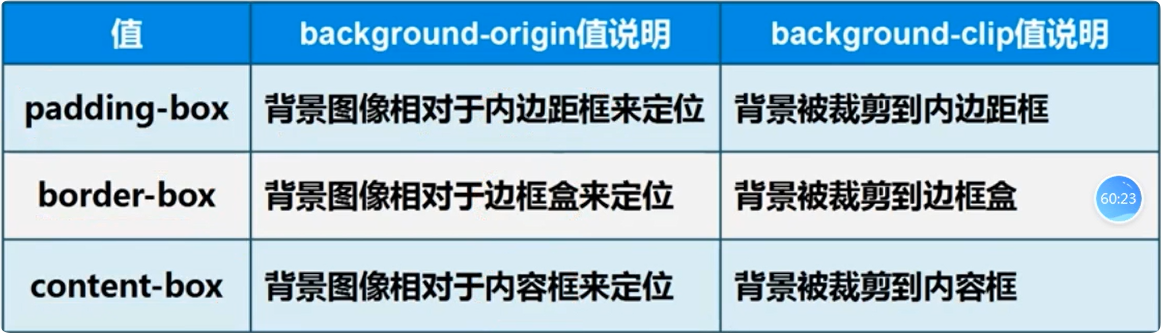 值 background-origin值说明 background-clip值说明
padding-box 背景图像相对于内边距框来定位 背景被裁剪到内边距框
border-box 背景图像相对于边框盒来定位 背景被裁剪到边框盒
60:23
content-box 背景图像相对于内容框来定位 背景被裁剪到内容框